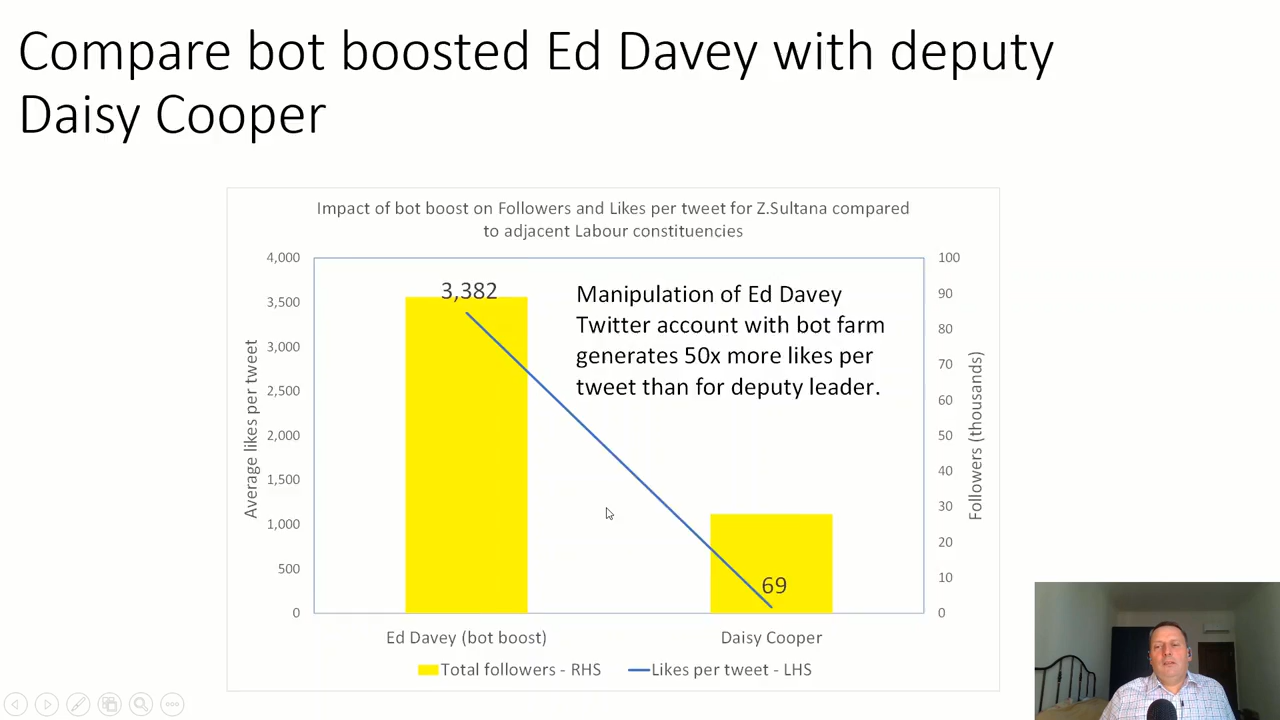 Compare bot boosted Ed Davey with deputy
Daisy Cooper
Impact of bot boost on Followers and Likes per tweet for Z.Sultana compared
to adjacent Labour constituencies
4,000
3,500
3,000
2,500
2,000
1,500
1,000
500
0
Average likes per tweet
3,382
Manipulation of Ed Davey
Twitter account with bot farm
generates 50x more likes per
tweet than for deputy leader.
69
100
90
80
70
60
50
40
30
20
10
0
Followers (thousands)
Ed Davey (bot boost)
Daisy Cooper
Total followers - RHS
Likes per tweet - LHS